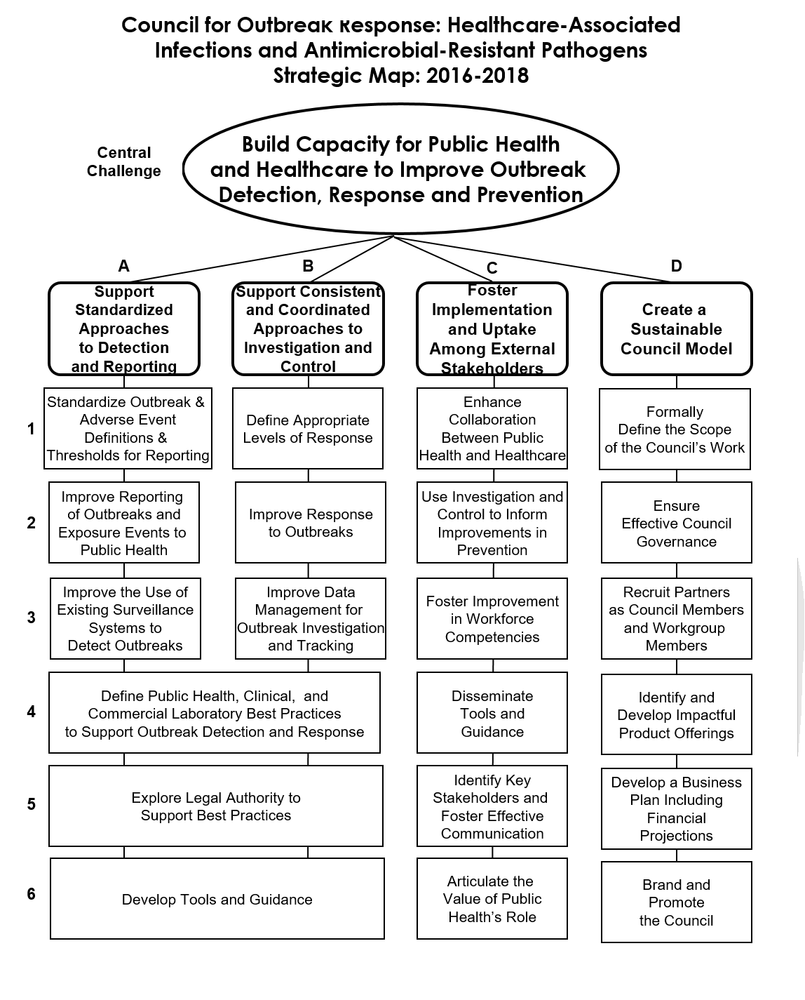 Council for Outbreak Response: Healthcare-Associated
Infections and Antimicrobial-Resistant Pathogens
Strategic Map: 2016-2018
Central
Challenge
Build Capacity for Public Health
and Healthcare to Improve Outbreak
Detection, Response and Prevention
A
B
C
D
Support
Standardized
Approaches
to Detection
and Reporting
Support Consistent
and Coordinated
Approaches to
Investigation and
Control
Foster
Implementation
and Uptake
Among External
Stakeholders
Create a
Sustainable
Council Model
1
Standardize Outbreak &
Adverse Event
Definitions &
Thresholds for Reporting
Define Appropriate
Levels of Response
Enhance
Collaboration
Between Public
Health and Healthcare
Formally
Define the Scope
of the Council’s Work
2
Improve Reporting
of Outbreaks and
Exposure Events to
Public Health
Improve Response
to Outbreaks
Use Investigation and
Control to Inform
Improvements in
Prevention
Ensure
Effective Council
Governance
3
Improve the Use of
Existing Surveillance
Systems to
Detect Outbreaks
Improve Data
Management for
Outbreak Investigation
and Tracking
Foster Improvement
in Workforce
Competencies
Recruit Partners
as Council Members
and Workgroup
Members
4
Define Public Health, Clinical, and
Commercial Laboratory Best Practices
to Support Outbreak Detection and Response
Disseminate
Tools and
Guidance
Identify and
Develop Impactful
Product Offerings
5
Explore Legal Authority to
Support Best Practices
Identify Key
Stakeholders and
Foster Effective
Communication
Develop a Business
Plan Including
Financial
Projections
6
Develop Tools and Guidance
Articulate the
Value of Public
Health’s Role
Brand and
Promote
the Council